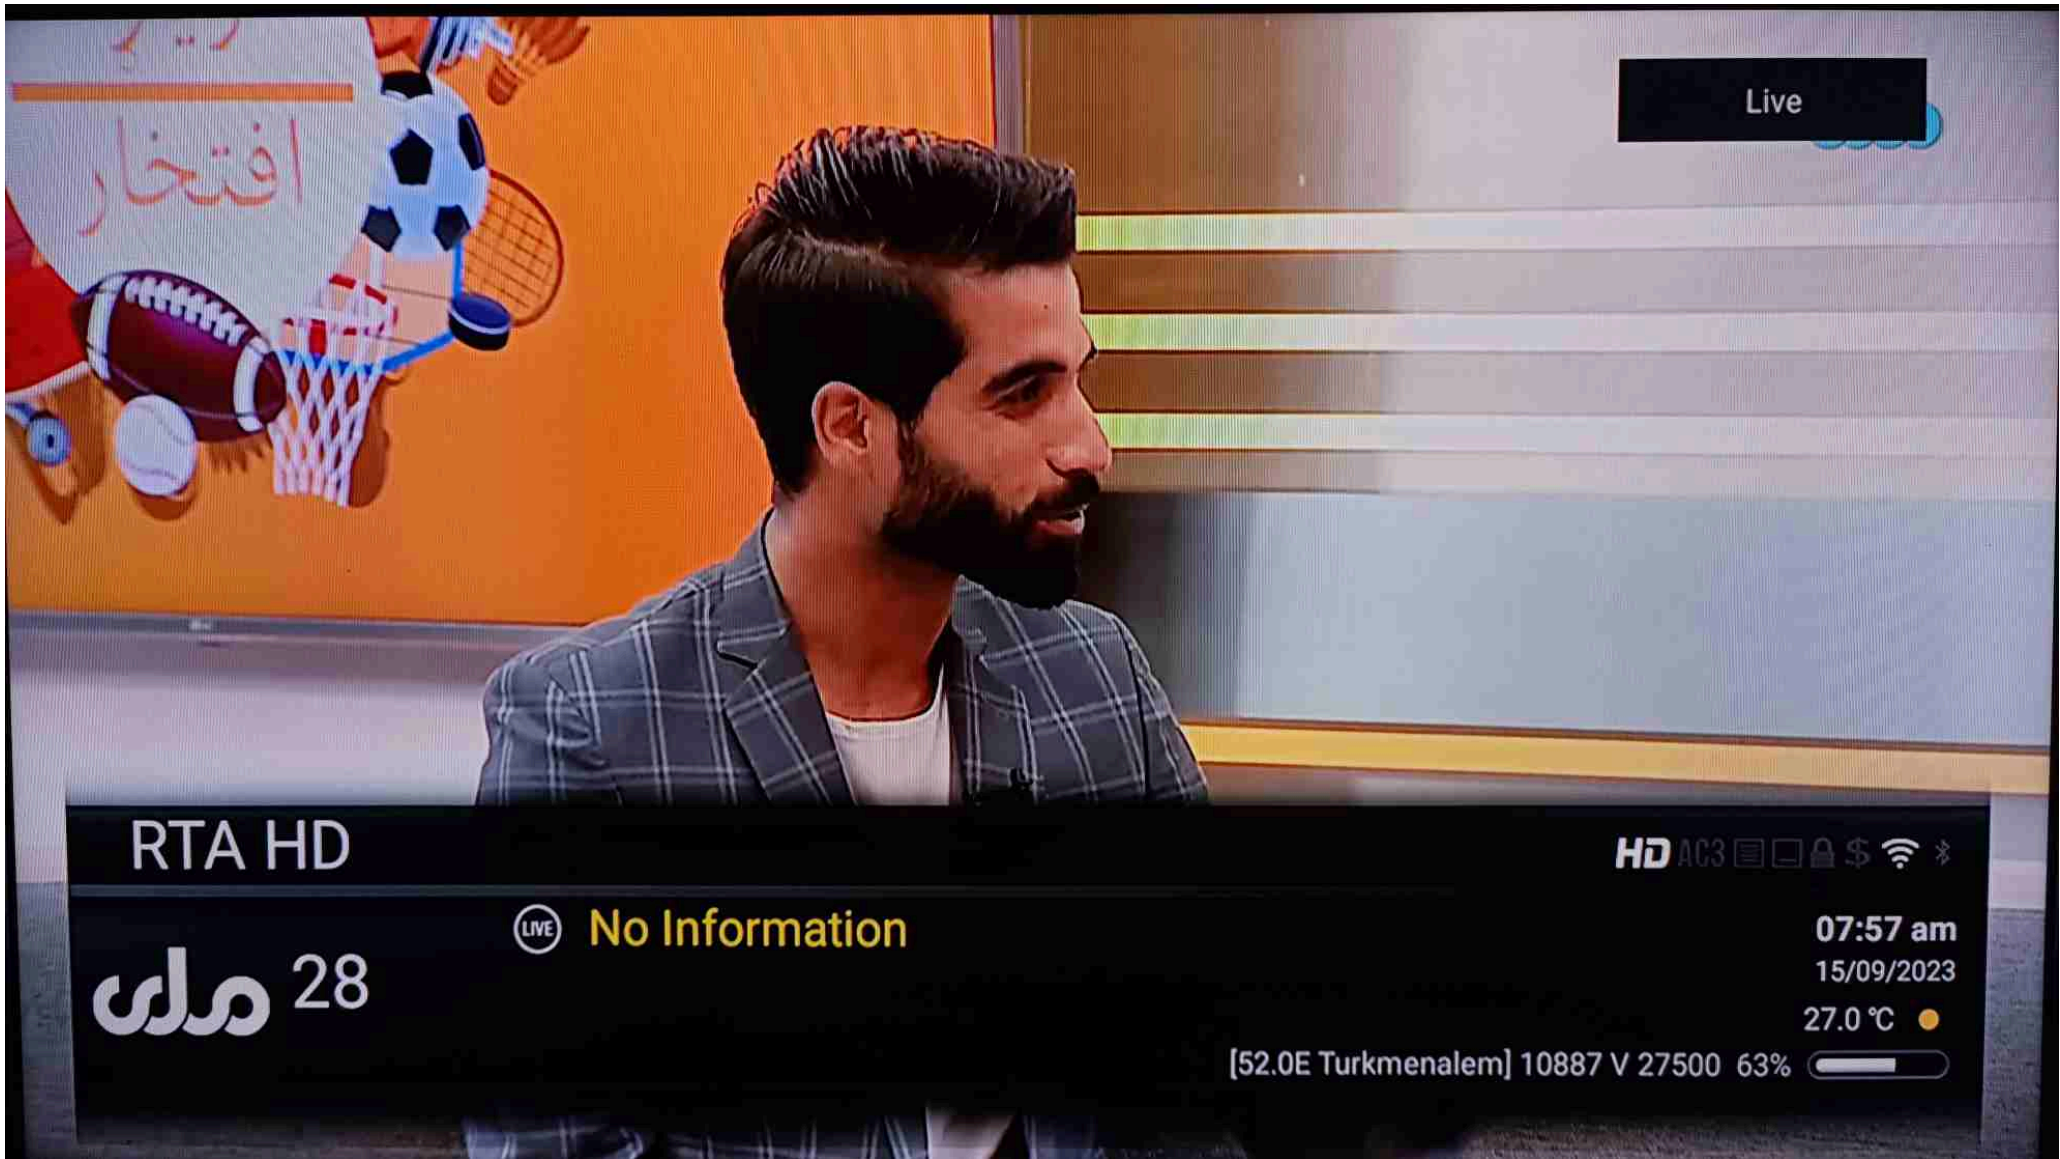 افتخار
Live
RTA HD
HD AC3 $
LIVE No Information
07:57 am
ملی 28
15/09/2023
27.0 °C
[52.0E Turkmenalem] 10887 V 27500 63%